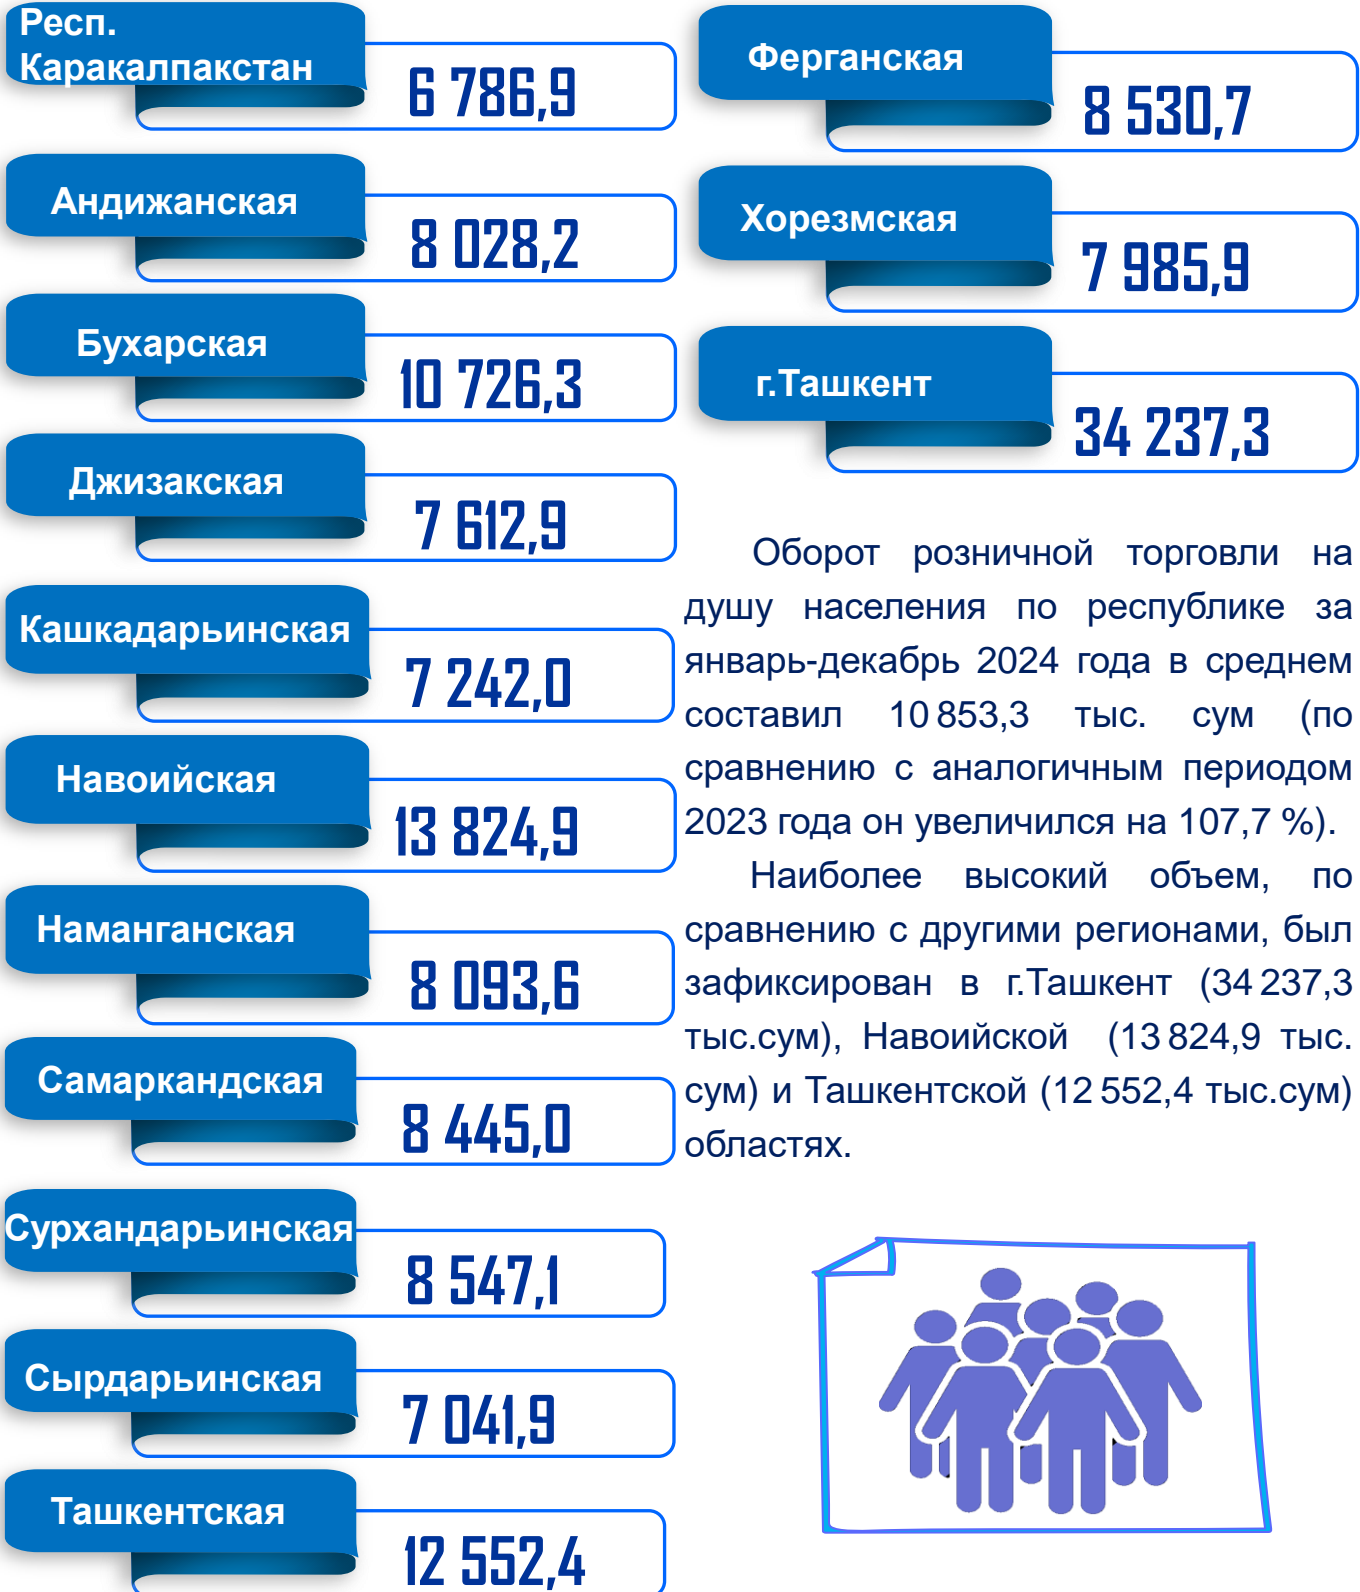 Респ.
Каракалпакстан
6 786,9
Андижанская
8 028,2
Бухарская
10 726,3
Джизакская
7 612,9
Кашкадарьинская
7 242,0
Навоийская
13 824,9
Наманганская
8 093,6
Самаркандская
8 445,0
Сурхандарьинская
8 547,1
Сырдарьинская
7 041,9
Ташкентская
12 552,4
Ферганская
8 530,7
Хорезмская
7 985,9
г.Ташкент
34 237,3
Оборот розничной торговли на
душу населения по республике за
январь-декабрь 2024 года в среднем
составил 10 853,3 тыс. сум (по
сравнению с аналогичным периодом
2023 года он увеличился на 107,7 %).
Наиболее высокий объем, по
сравнению с другими регионами, был
зафиксирован в г.Ташкент (34 237,3
тыс.сум), Навоийской (13 824,9 тыс.
сум) и Ташкентской (12 552,4 тыс.сум)
областях.